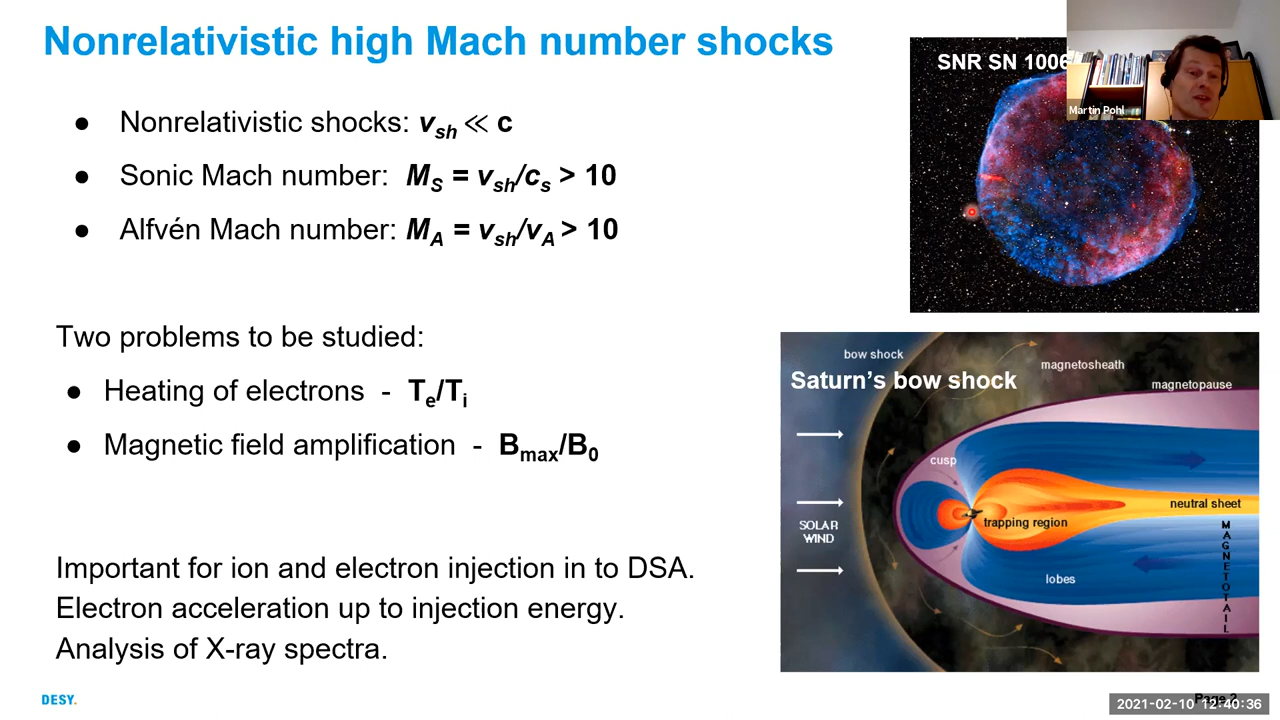 Nonrelativistic high Mach number shocks
● Nonrelativistic shocks: v_sh ≪ c
● Sonic Mach number: M_S = v_sh/c_s > 10
● Alfvén Mach number: M_A = v_sh/v_A > 10
Two problems to be studied:
● Heating of electrons - T_e/T_i
● Magnetic field amplification - B_max/B_0
Important for ion and electron injection in to DSA.
Electron acceleration up to injection energy.
Analysis of X-ray spectra.
DESY.
SNR SN 1006
Martin Pohl
bow shock
Saturn's bow shock
magnetosheath
magnetopause
cusp
SOLAR
WIND
trapping region
neutral sheet
lobes
MAGNETOTAIL
Page 2
2021-02-10 12:40:36